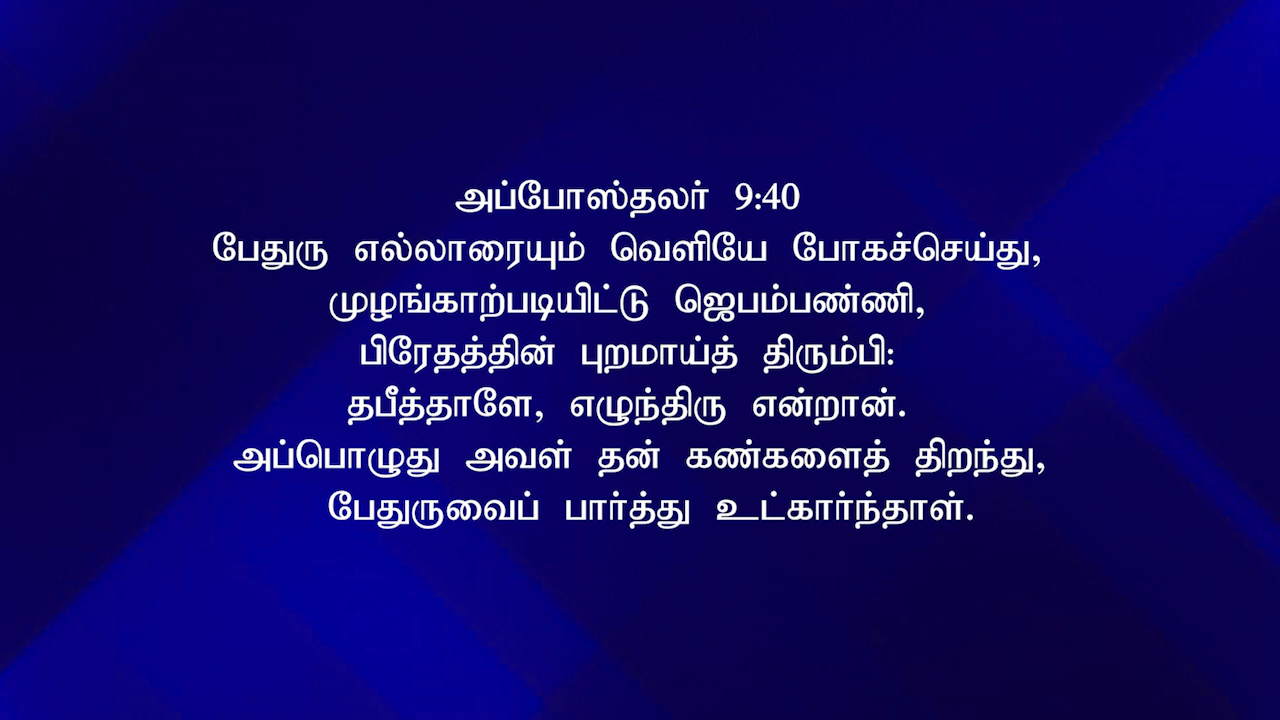 அப்போஸ்தலர் 9:40
பேதுரு எல்லாரையும் வெளியே போகச்செய்து,
முழங்காற்படியிட்டு ஜெபம்பண்ணி,
பிரேதத்தின் புறமாய்த் திரும்பி:
தபீத்தாளே, எழுந்திரு என்றான்.
அப்பொழுது அவள் தன் கண்களைத் திறந்து,
பேதுருவைப் பார்த்து உட்கார்ந்தாள்.